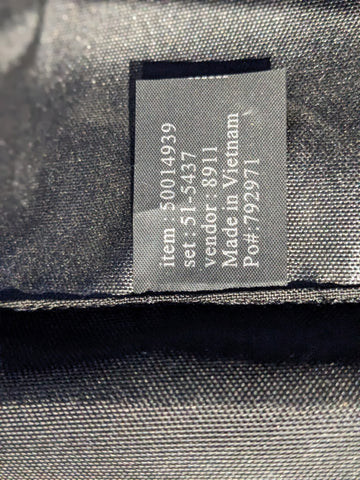 item : 50014939
set : 51-5437
vendor : 8911
Made in Vietnam
Po#: 792971